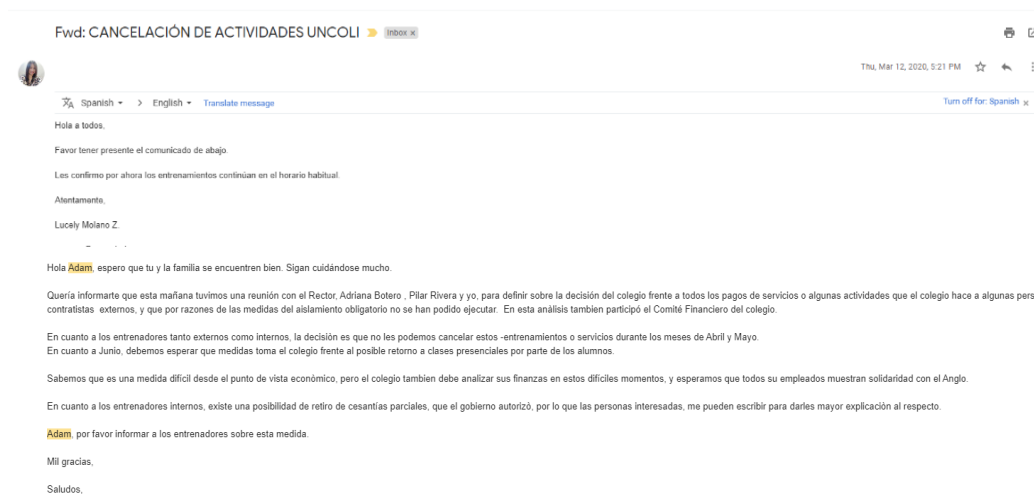 Fwd: CANCELACIÓN DE ACTIVIDADES UNCOLI Inbox x
Thu, Mar 12, 2020, 5:21 PM
Spanish > English Translate message Turn off for: Spanish x
Hola a todos,
Favor tener presente el comunicado de abajo.
Les confirmo por ahora los entrenamientos continúan en el horario habitual.
Atentamente,
Lucely Molano Z.
Hola Adam, espero que tu y la familia se encuentren bien. Sigan cuidándose mucho.
Quería informarte que esta mañana tuvimos una reunión con el Rector, Adriana Botero , Pilar Rivera y yo, para definir sobre la decisión del colegio frente a todos los pagos de servicios o algunas actividades que el colegio hace a algunas pers
contratistas externos, y que por razones de las medidas del aislamiento obligatorio no se han podido ejecutar. En esta análisis tambien participó el Comité Financiero del colegio.
En cuanto a los entrenadores tanto externos como internos, la decisión es que no les podemos cancelar estos -entrenamientos o servicios durante los meses de Abril y Mayo.
En cuanto a Junio, debemos esperar que medidas toma el colegio frente al posible retorno a clases presenciales por parte de los alumnos.
Sabemos que es una medida difícil desde el punto de vista económico, pero el colegio tambien debe analizar sus finanzas en estos difíciles momentos, y esperamos que todos su empleados muestran solidaridad con el Anglo.
En cuanto a los entrenadores internos, existe una posibilidad de retiro de cesantías parciales, que el gobierno autorizò, por lo que las personas interesadas, me pueden escribir para darles mayor explicación al respecto.
Adam, por favor informar a los entrenadores sobre esta medida.
Mil gracias,
Saludos,